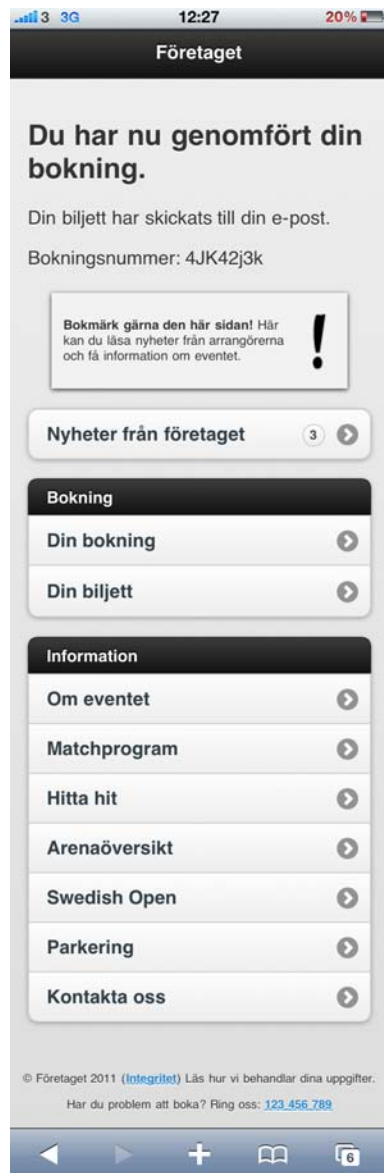 3 3G 12:27 20%
Företaget
Du har nu genomfört din
bokning.
Din biljett har skickats till din e-post.
Bokningsnummer: 4JK42j3k
Bokmärk gärna den här sidan! Här
kan du läsa nyheter från arrangörerna
och få information om eventet.
!
Nyheter från företaget 3
Bokning
Din bokning
Din biljett
Information
Om eventet
Matchprogram
Hitta hit
Arenaöversikt
Swedish Open
Parkering
Kontakta oss
© Företaget 2011 (Integritet) Läs hur vi behandlar dina uppgifter.
Har du problem att boka? Ring oss: 123 456 789
6